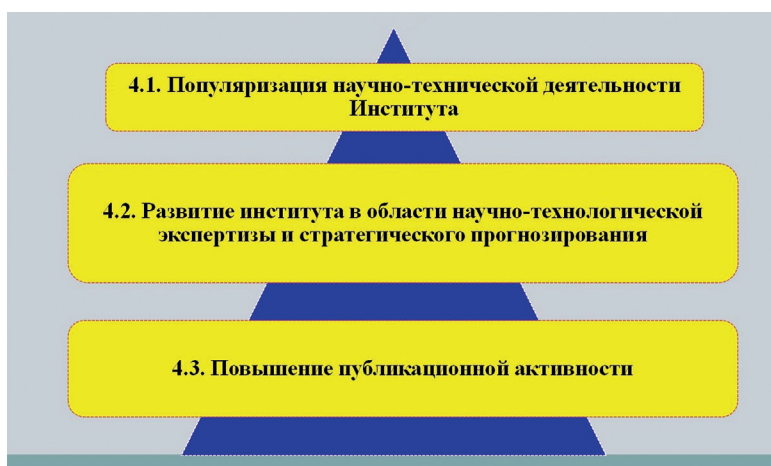 4.1. Популяризация научно-технической деятельности
Института
4.2. Развитие института в области научно-технологической
экспертизы и стратегического прогнозирования
4.3. Повышение публикационной активности